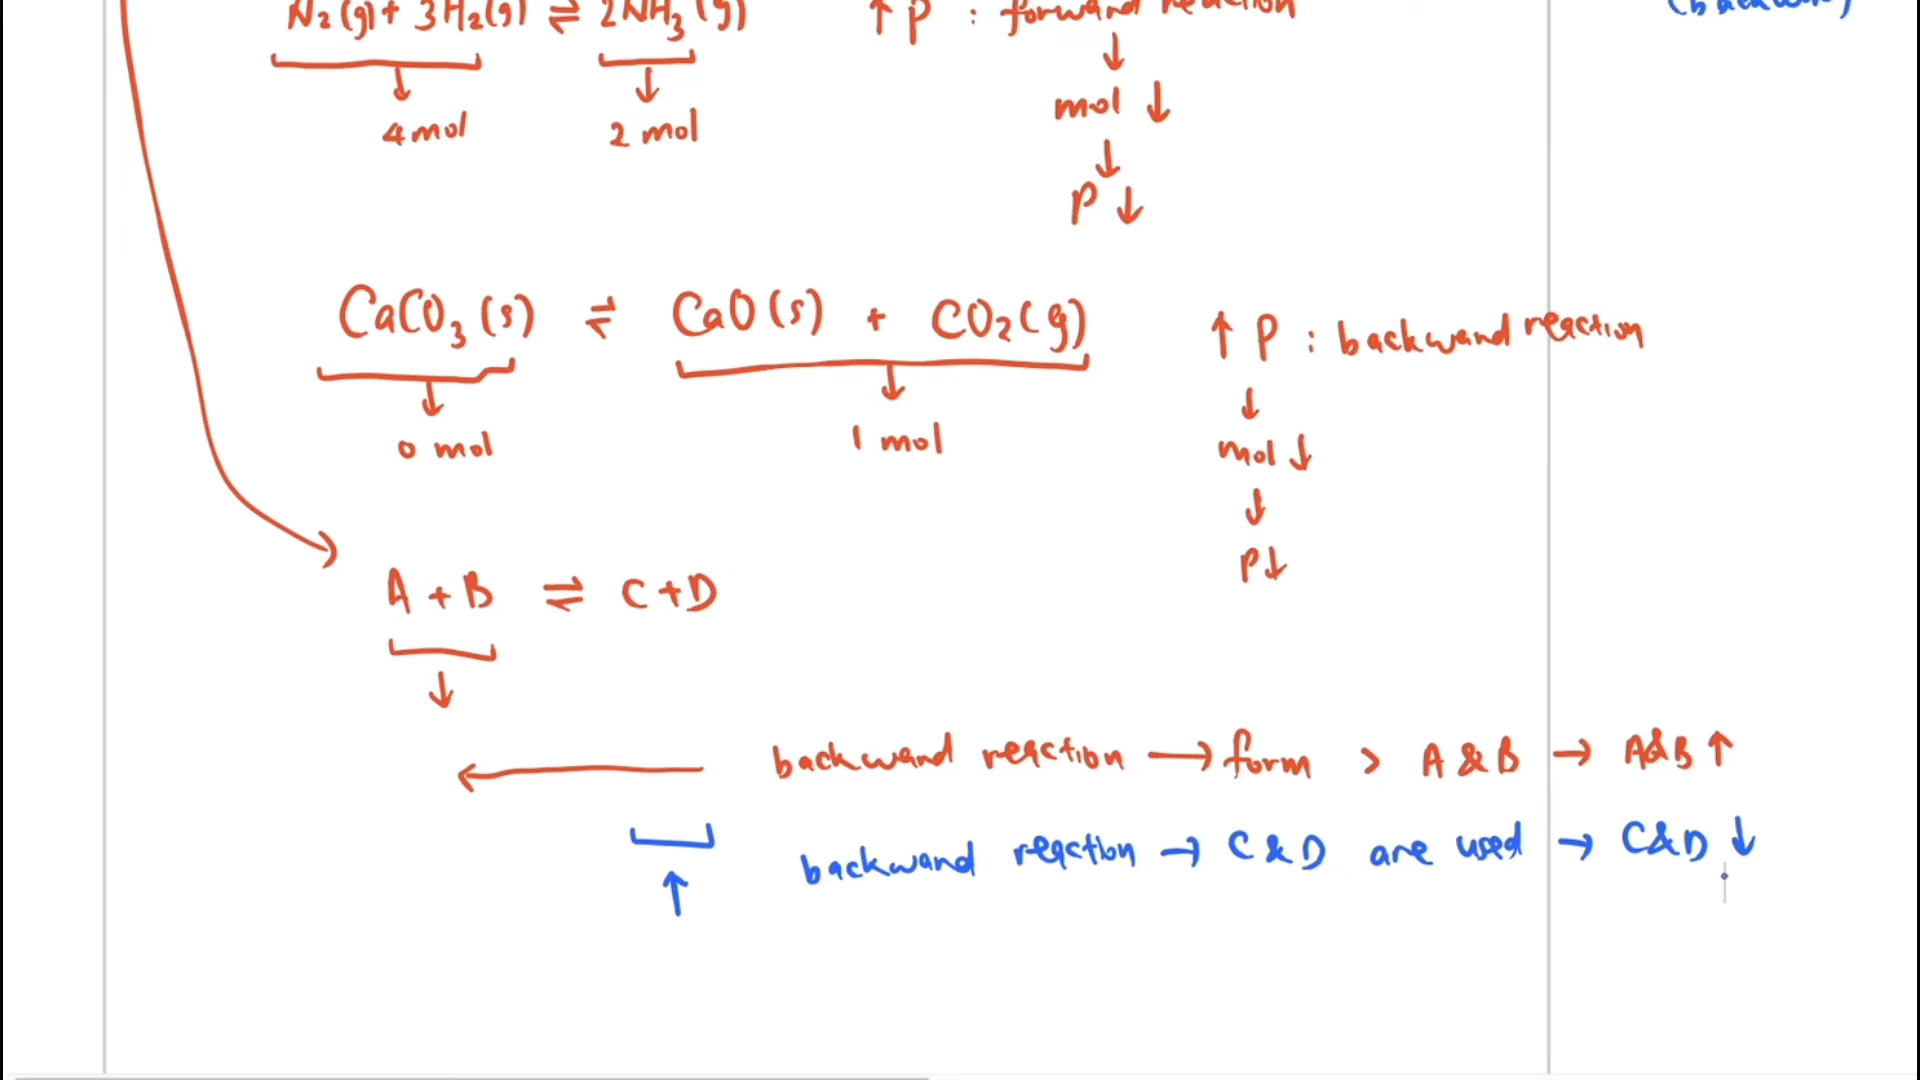 N₂(g) + 3H₂(g) ⇌ 2NH₃(g) ↑ P : forward reaction
↓
4 mol 2 mol mol ↓
↓
P ↓
CaCO₃(s) ⇌ CaO(s) + CO₂(g) ↑ P : backward reaction
↓
0 mol 1 mol mol ↓
↓
P↓
A + B ⇌ C + D
↓
← backward reaction → form > A & B → A&B ↑
↑ backward reaction → C & D are used → C&D ↓